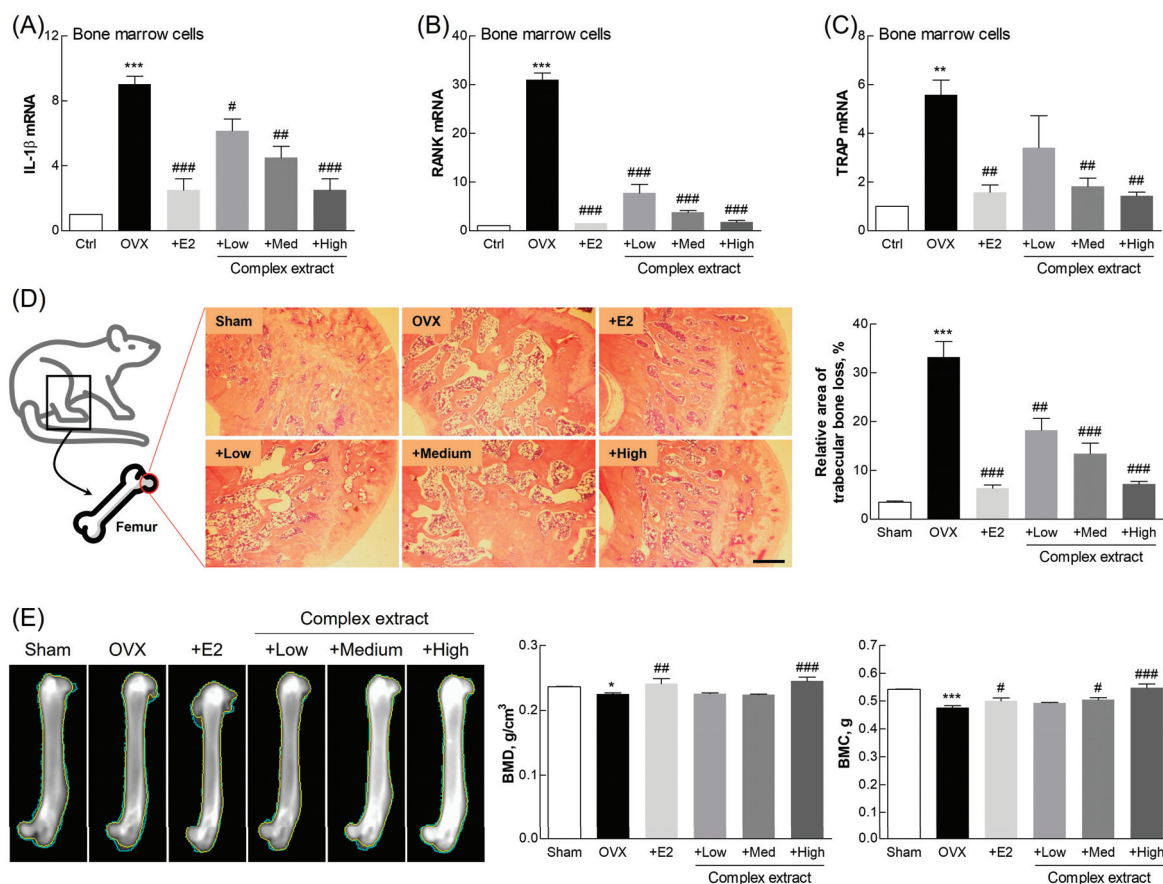 (A)
Bone marrow cells
IL-1β mRNA
12
8
4
0
***
###
#
##
###
Ctrl OVX +E2 +Low +Med +High
Complex extract
(B)
Bone marrow cells
RANK mRNA
40
30
20
10
0
***
###
###
###
###
Ctrl OVX +E2 +Low +Med +High
Complex extract
(C)
Bone marrow cells
TRAP mRNA
8
6
4
2
0
**
##
##
##
Ctrl OVX +E2 +Low +Med +High
Complex extract
(D)
Femur
Sham
OVX
+E2
+Low
+Medium
+High
Relative area of
trabecular bone loss, %
40
30
20
10
0
***
###
##
###
###
Sham OVX +E2 +Low +Med +High
Complex extract
(E)
Complex extract
Sham OVX +E2 +Low +Medium +High
BMD, g/cm³
0.3
0.2
0.1
0.0
*
##
###
Sham OVX +E2 +Low +Med +High
Complex extract
BMC, g
0.7
0.6
0.5
0.4
0.3
0.2
0.1
0.0
***
#
#
###
Sham OVX +E2 +Low +Med +High
Complex extract